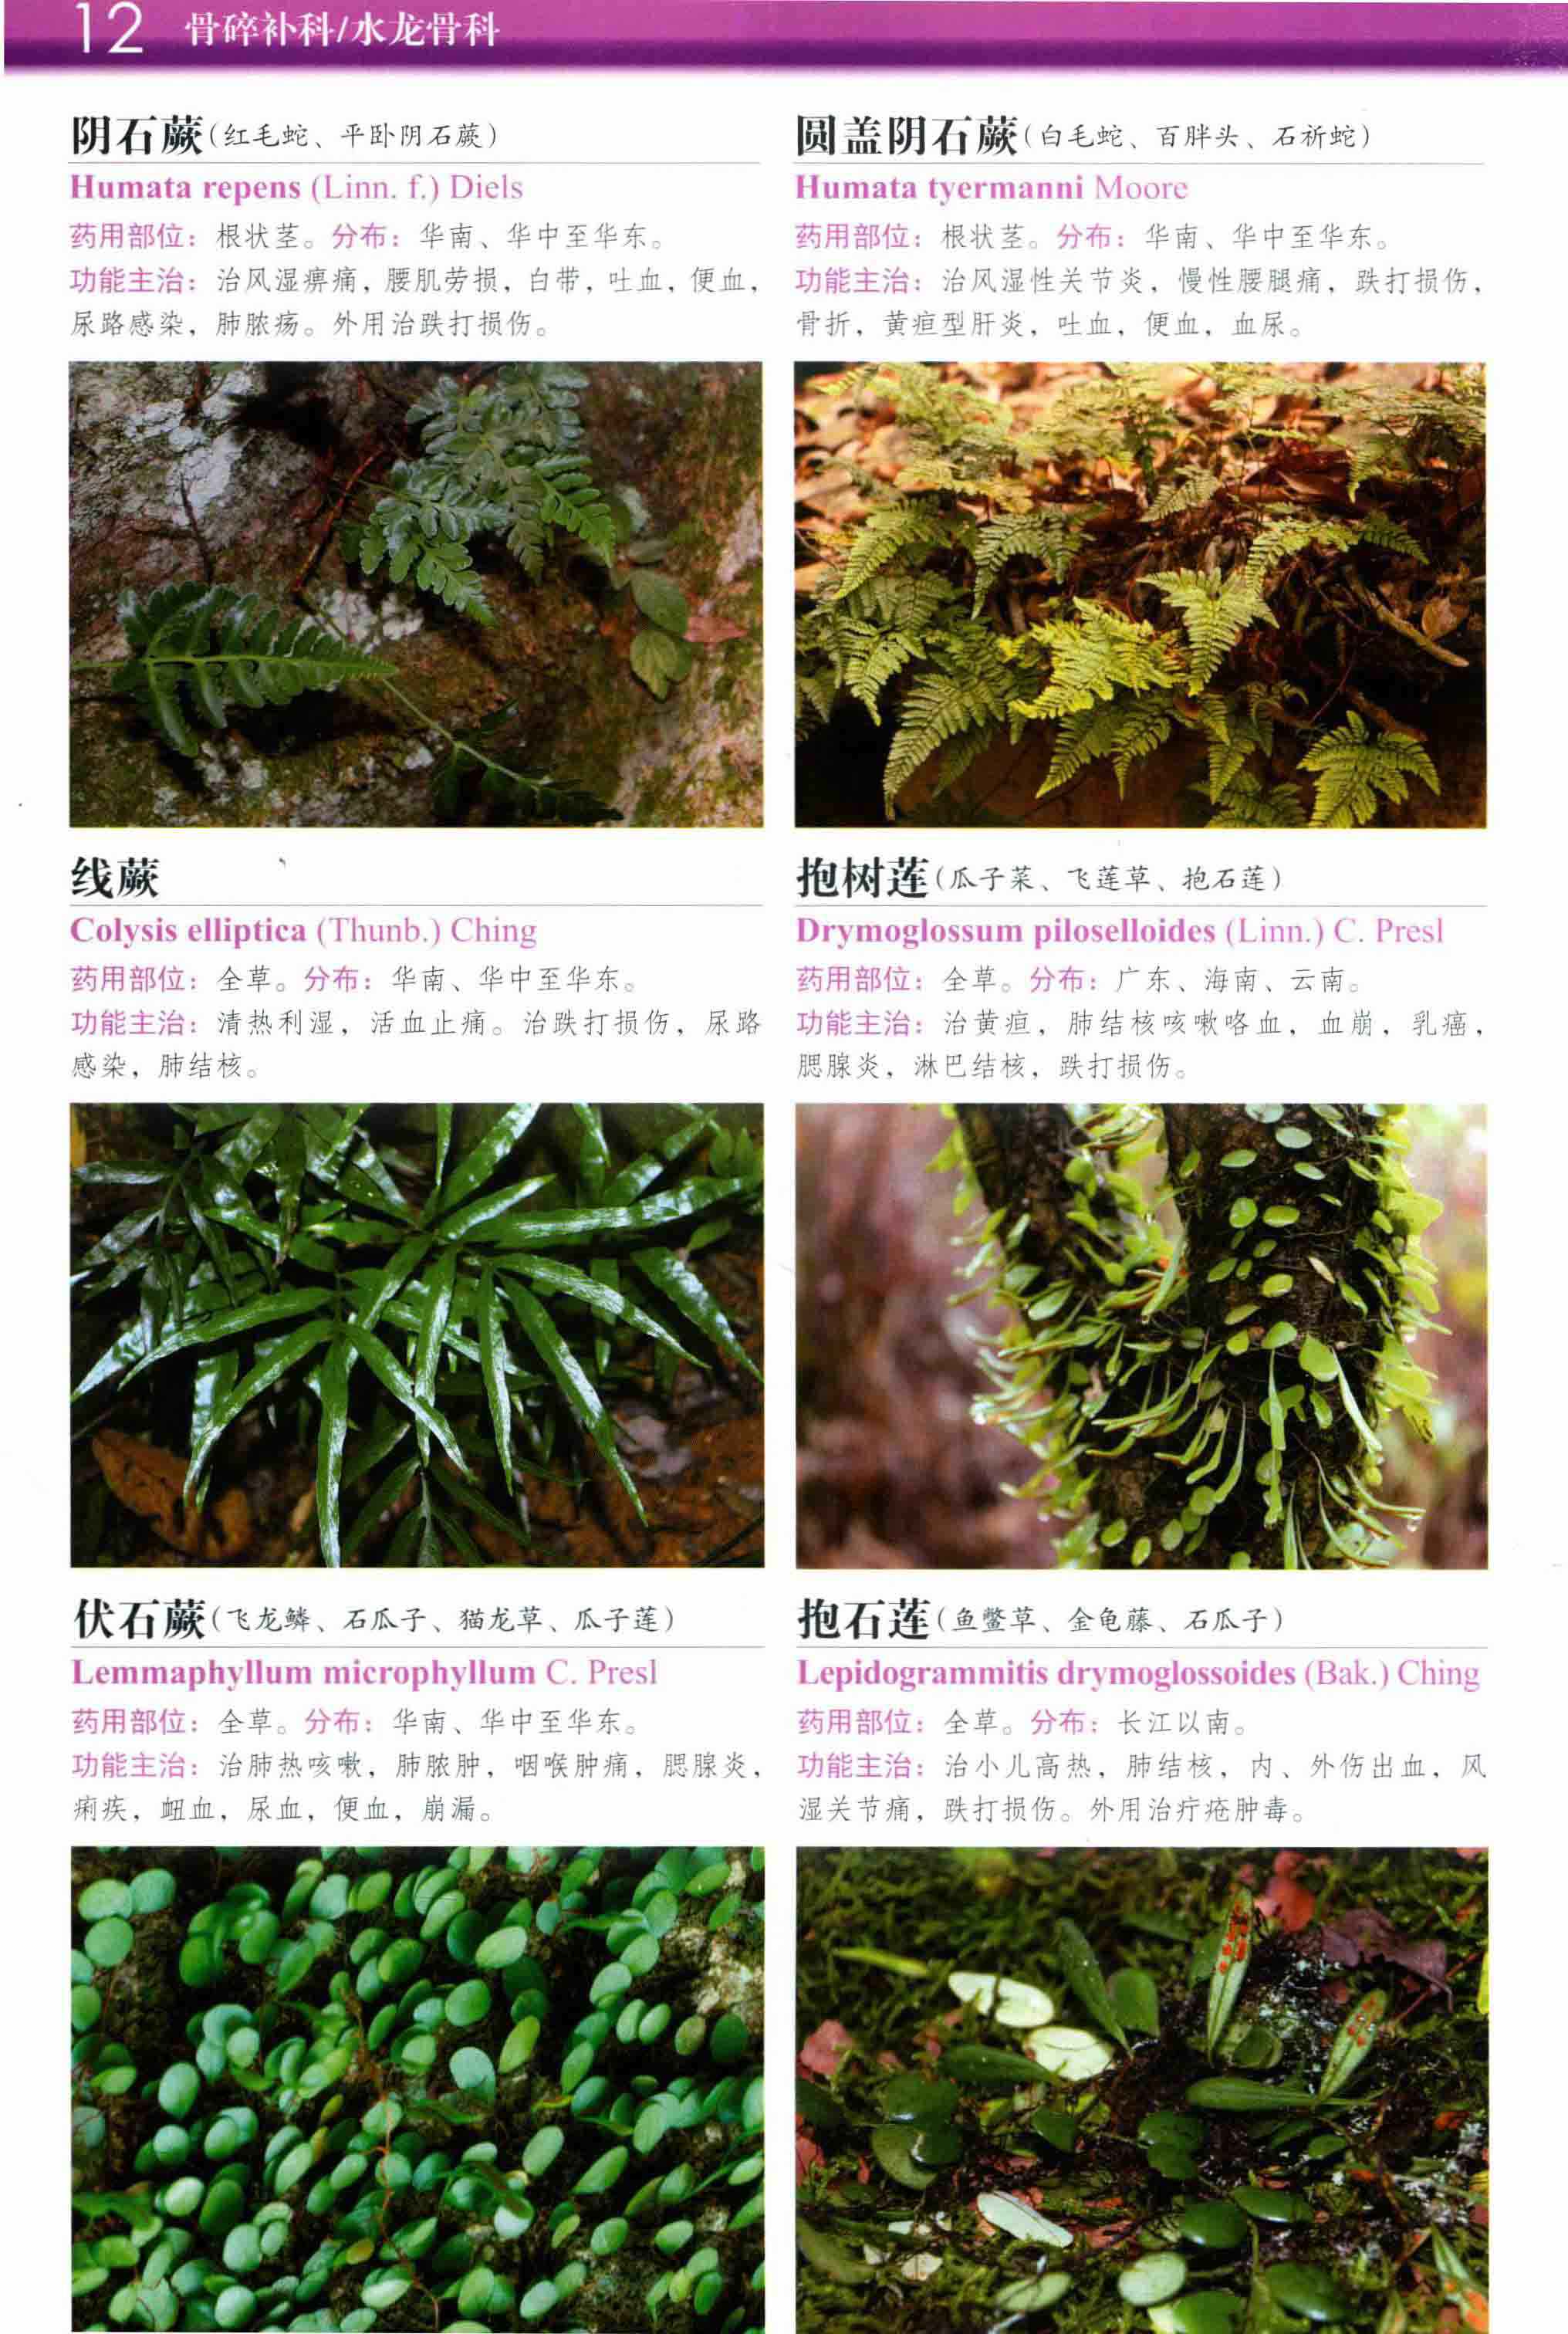 12 骨碎补科/水龙骨科
阴石蕨(红毛蛇、平卧阴石蕨)
Humata repens (Linn. f.) Diels
药用部位：根状茎。分布：华南、华中至华东。
功能主治：治风湿痹痛，腰肌劳损，白带，吐血，便血，
尿路感染，肺脓疡。外用治跌打损伤。
圆盖阴石蕨(白毛蛇、百胖头、石祈蛇)
Humata tyermanni Moore
药用部位：根状茎。分布：华南、华中至华东。
功能主治：治风湿性关节炎，慢性腰腿痛，跌打损伤，
骨折，黄疸型肝炎，吐血，便血，血尿。
线蕨
Colysis elliptica (Thunb.) Ching
药用部位：全草。分布：华南、华中至华东。
功能主治：清热利湿，活血止痛。治跌打损伤，尿路
感染，肺结核。
抱树莲(瓜子菜、飞莲草、抱石莲)
Drymoglossum piloselloides (Linn.) C. Presl
药用部位：全草。分布：广东、海南、云南。
功能主治：治黄疸，肺结核咳嗽咯血，血崩，乳癌，
腮腺炎，淋巴结核，跌打损伤。
伏石蕨(飞龙鳞、石瓜子、猫龙草、瓜子莲)
Lemmaphyllum microphyllum C. Presl
药用部位：全草。分布：华南、华中至华东。
功能主治：治肺热咳嗽，肺脓肿，咽喉肿痛，腮腺炎，
痢疾，衄血，尿血，便血，崩漏。
抱石莲(鱼鳖草、金龟藤、石瓜子)
Lepidogrammitis drymoglossoides (Bak.) Ching
药用部位：全草。分布：长江以南。
功能主治：治小儿高热，肺结核，内、外伤出血，风
湿关节痛，跌打损伤。外用治疔疮肿毒。